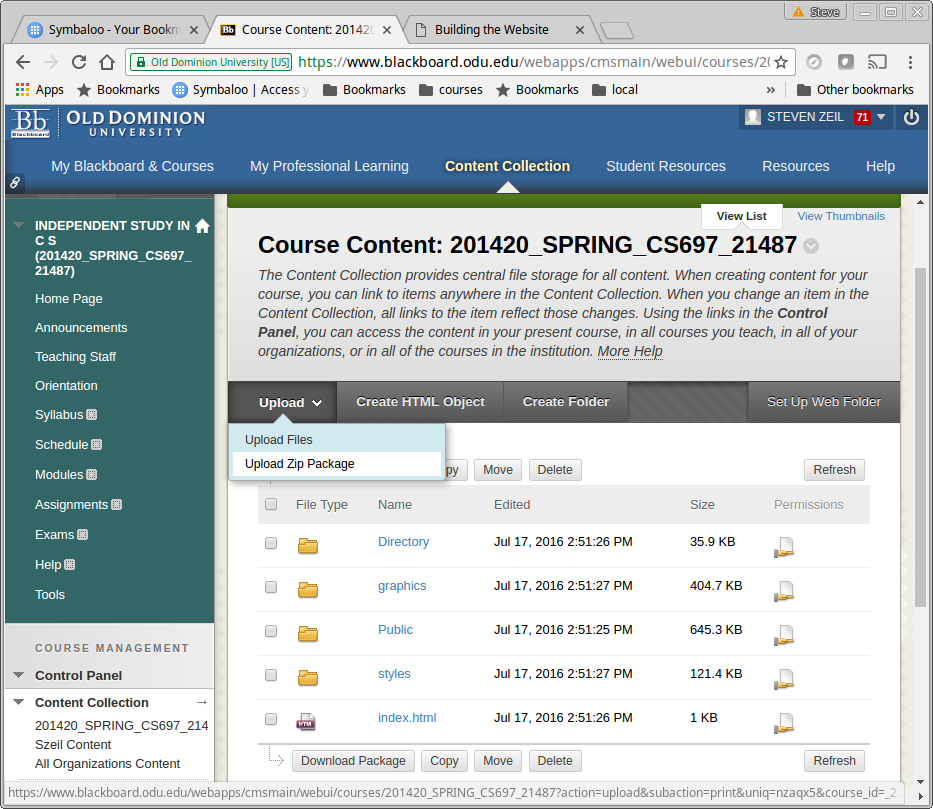 Steve
Symbaloo - Your Bookm
Course Content: 20142
Building the Website
Old Dominion University [US] https://www.blackboard.odu.edu/webapps/cmsmain/webui/courses/20
Apps Bookmarks Symbaloo | Access y Bookmarks courses Bookmarks local » Other bookmarks
Bb Blackboard OLD DOMINION UNIVERSITY
STEVEN ZEIL 71
My Blackboard & Courses My Professional Learning Content Collection Student Resources Resources Help
INDEPENDENT STUDY IN
C S
(201420_SPRING_CS697_
21487)
Home Page
Announcements
Teaching Staff
Orientation
Syllabus
Schedule
Modules
Assignments
Exams
Help
Tools
COURSE MANAGEMENT
Control Panel
Content Collection →
201420_SPRING_CS697_214
Szeil Content
All Organizations Content
View List View Thumbnails
Course Content: 201420_SPRING_CS697_21487
The Content Collection provides central file storage for all content. When creating content for your
course, you can link to items anywhere in the Content Collection. When you change an item in the
Content Collection, all links to the item reflect those changes. Using the links in the Control
Panel, you can access the content in your present course, in all courses you teach, in all of your
organizations, or in all of the courses in the institution. More Help
Upload Create HTML Object Create Folder Set Up Web Folder
Upload Files
Upload Zip Package
py Move Delete Refresh
File Type Name Edited Size Permissions
Directory Jul 17, 2016 2:51:26 PM 35.9 KB
graphics Jul 17, 2016 2:51:27 PM 404.7 KB
Public Jul 17, 2016 2:51:25 PM 645.3 KB
styles Jul 17, 2016 2:51:27 PM 121.4 KB
HTM index.html Jul 17, 2016 2:51:26 PM 1 KB
Download Package Copy Move Delete Refresh
https://www.blackboard.odu.edu/webapps/cmsmain/webui/courses/201420_SPRING_CS697_21487?action=upload&subaction=print&uniq=nzaqx5&course_id=_2